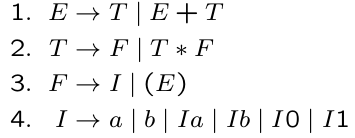 1. E → T | E + T
2. T → F | T ∗ F
3. F → I | (E)
4. I → a | b | Ia | Ib | I0 | I1